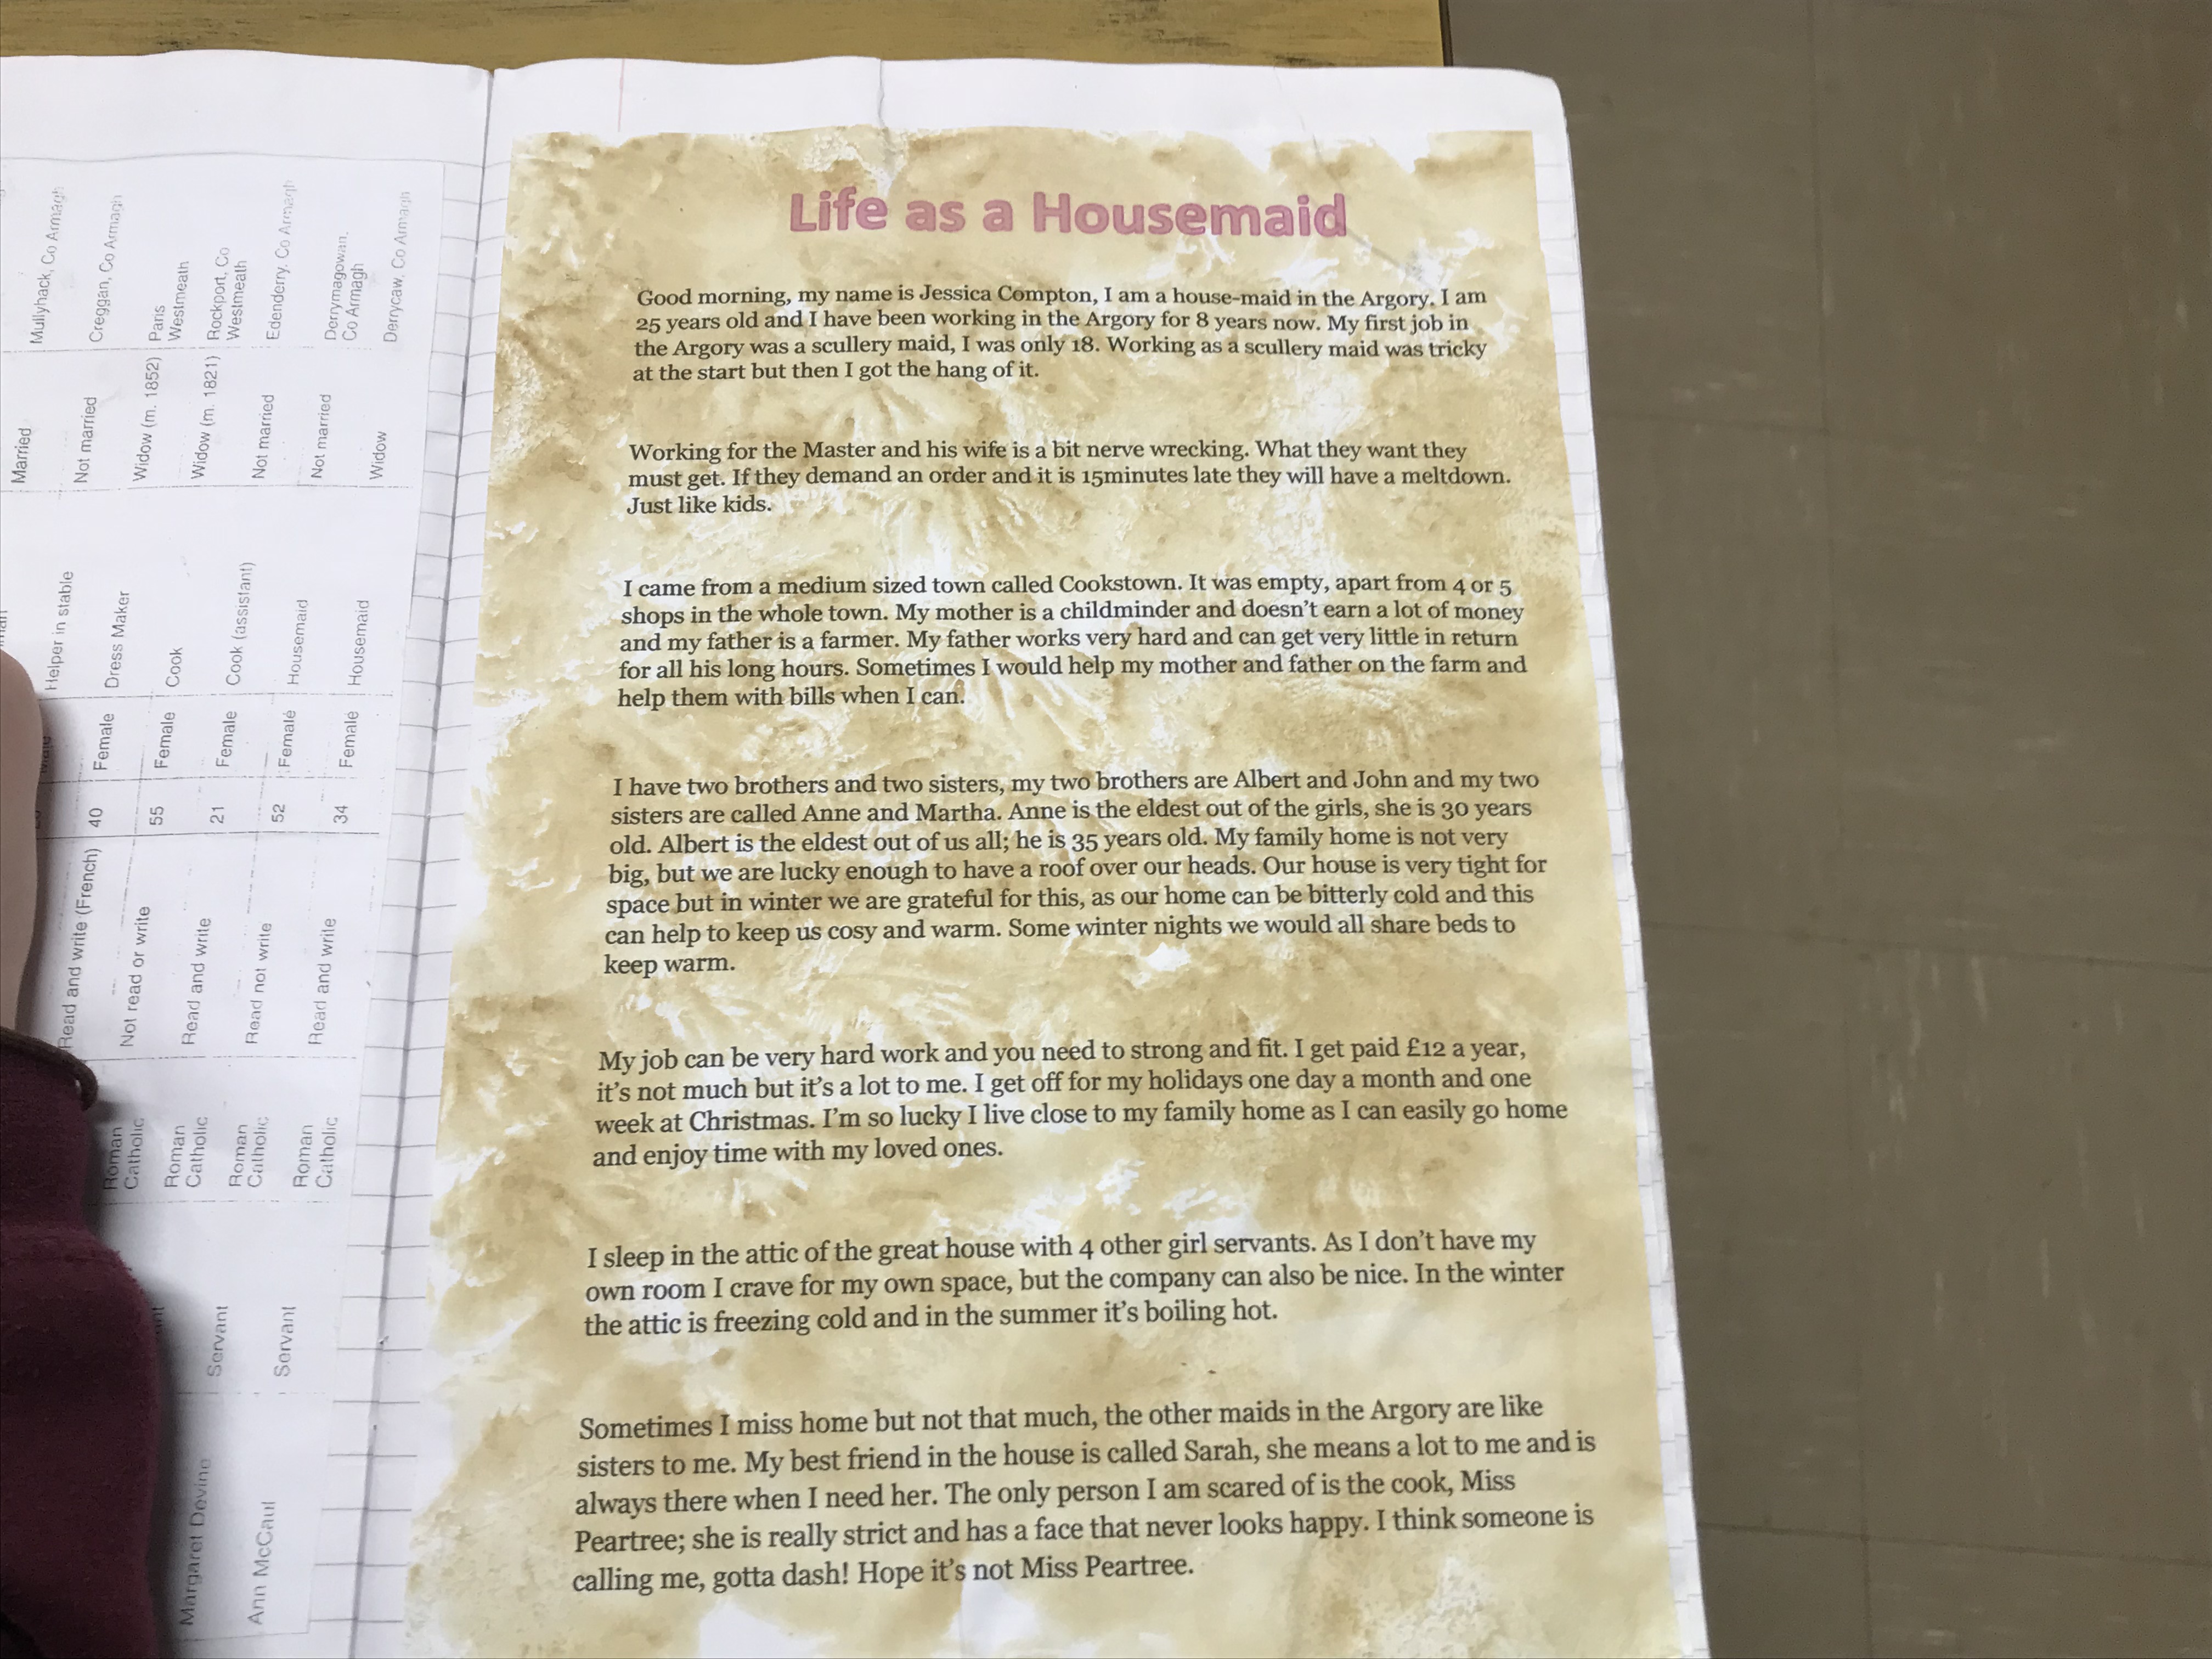 Mullyhack, Co Armagh
Creggan, Co Armagh
Paris
Westmeath
Rockport, Co
Westmeath
Edenderry, Co Armagh
Derrymagowan,
Co Armagh
Derrycaw, Co Armagh
Married
Not married
Widow (m. 1852)
Widow (m. 1821)
Not married
Not married
Widow
Helper in stable
Dress Maker
Cook
Cook (assistant)
Housemaid
Housemaid
Female
Female
Female
Female
Female
40
55
21
52
34
Read and write (French)
Not read or write
Read and write
Read not write
Read and write
Roman
Catholic
Roman
Catholic
Roman
Catholic
Roman
Catholic
Servant
Servant
Margaret Devine
Ann McCaul
Life as a Housemaid
Good morning, my name is Jessica Compton, I am a house-maid in the Argory. I am
25 years old and I have been working in the Argory for 8 years now. My first job in
the Argory was a scullery maid, I was only 18. Working as a scullery maid was tricky
at the start but then I got the hang of it.
Working for the Master and his wife is a bit nerve wrecking. What they want they
must get. If they demand an order and it is 15minutes late they will have a meltdown.
Just like kids.
I came from a medium sized town called Cookstown. It was empty, apart from 4 or 5
shops in the whole town. My mother is a childminder and doesn't earn a lot of money
and my father is a farmer. My father works very hard and can get very little in return
for all his long hours. Sometimes I would help my mother and father on the farm and
help them with bills when I can.
I have two brothers and two sisters, my two brothers are Albert and John and my two
sisters are called Anne and Martha. Anne is the eldest out of the girls, she is 30 years
old. Albert is the eldest out of us all; he is 35 years old. My family home is not very
big, but we are lucky enough to have a roof over our heads. Our house is very tight for
space but in winter we are grateful for this, as our home can be bitterly cold and this
can help to keep us cosy and warm. Some winter nights we would all share beds to
keep warm.
My job can be very hard work and you need to strong and fit. I get paid £12 a year,
it's not much but it's a lot to me. I get off for my holidays one day a month and one
week at Christmas. I'm so lucky I live close to my family home as I can easily go home
and enjoy time with my loved ones.
I sleep in the attic of the great house with 4 other girl servants. As I don't have my
own room I crave for my own space, but the company can also be nice. In the winter
the attic is freezing cold and in the summer it's boiling hot.
Sometimes I miss home but not that much, the other maids in the Argory are like
sisters to me. My best friend in the house is called Sarah, she means a lot to me and is
always there when I need her. The only person I am scared of is the cook, Miss
Peartree; she is really strict and has a face that never looks happy. I think someone is
calling me, gotta dash! Hope it's not Miss Peartree.